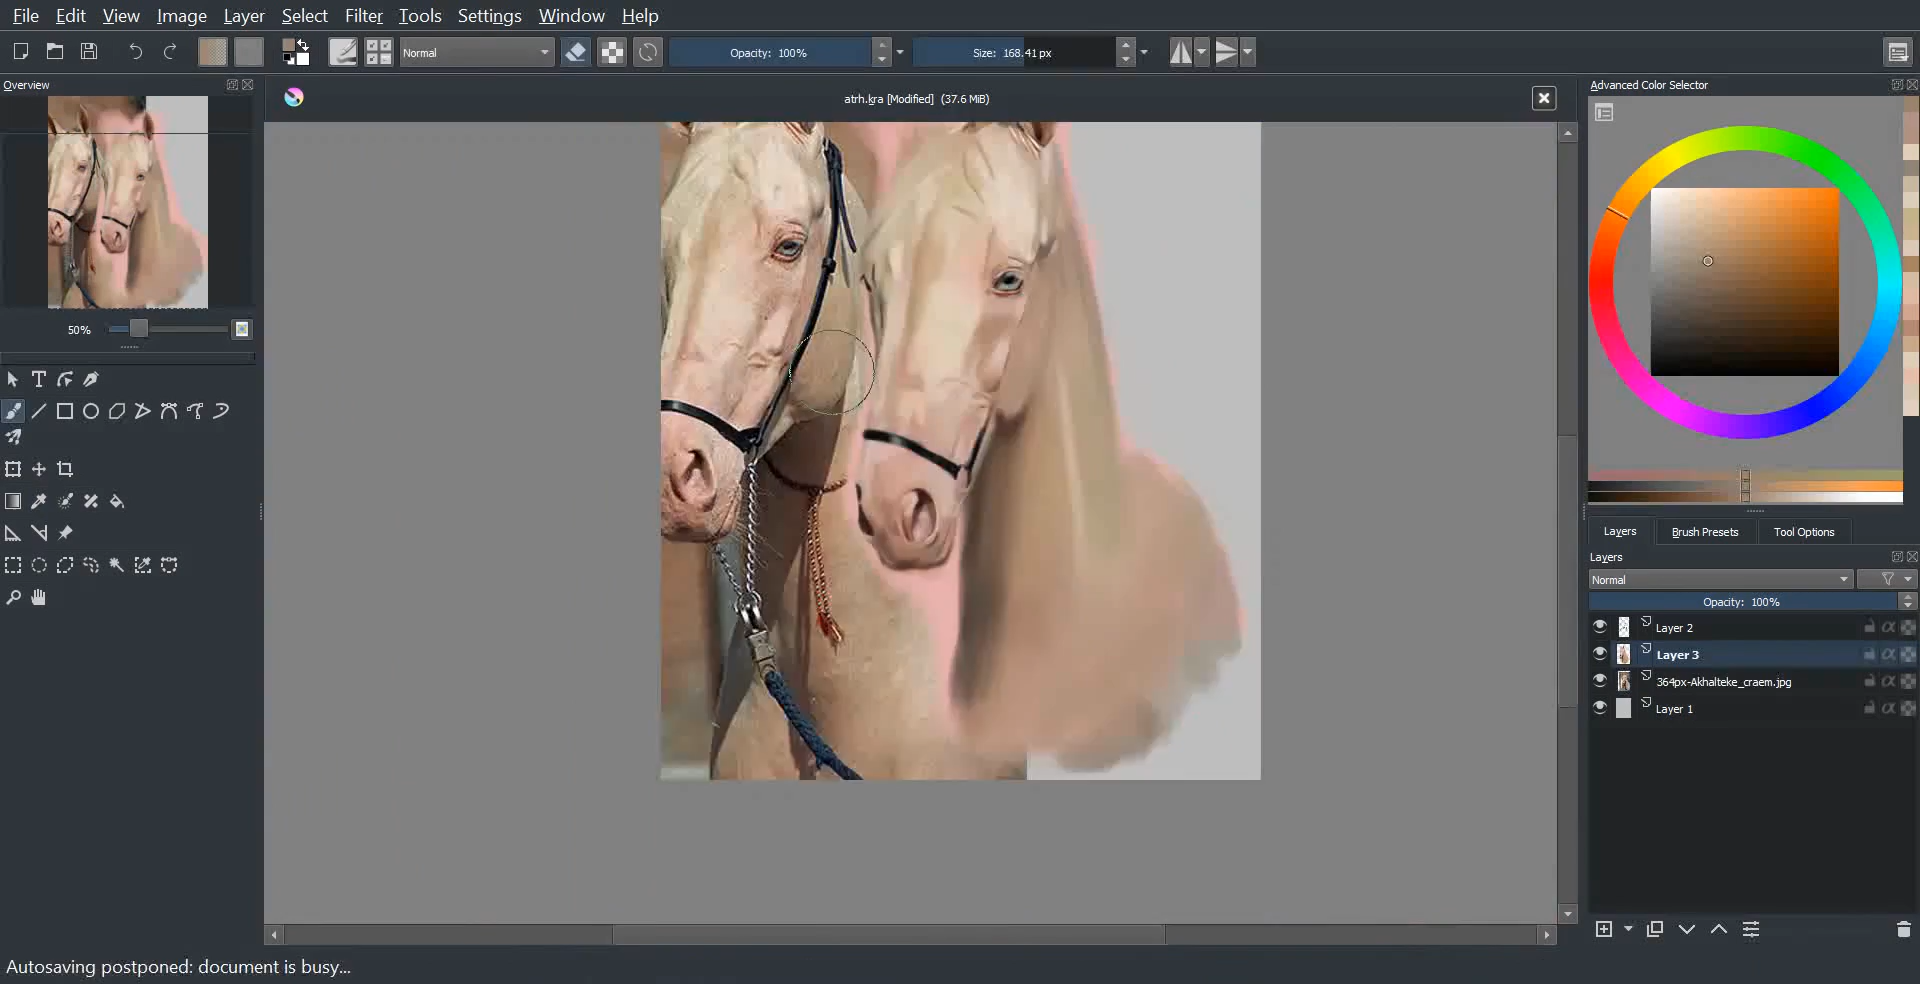 File Edit View Image Layer Select Filter Tools Settings Window Help
Normal Opacity: 100% Size: 168.41 px
Overview
atrh.kra [Modified] (37.6 MiB)
Advanced Color Selector
50%
Layers Brush Presets Tool Options
Layers
Normal
Opacity: 100%
Layer 2
Layer 3
364px-Akhalteke_craem.jpg
Layer 1
Autosaving postponed: document is busy...